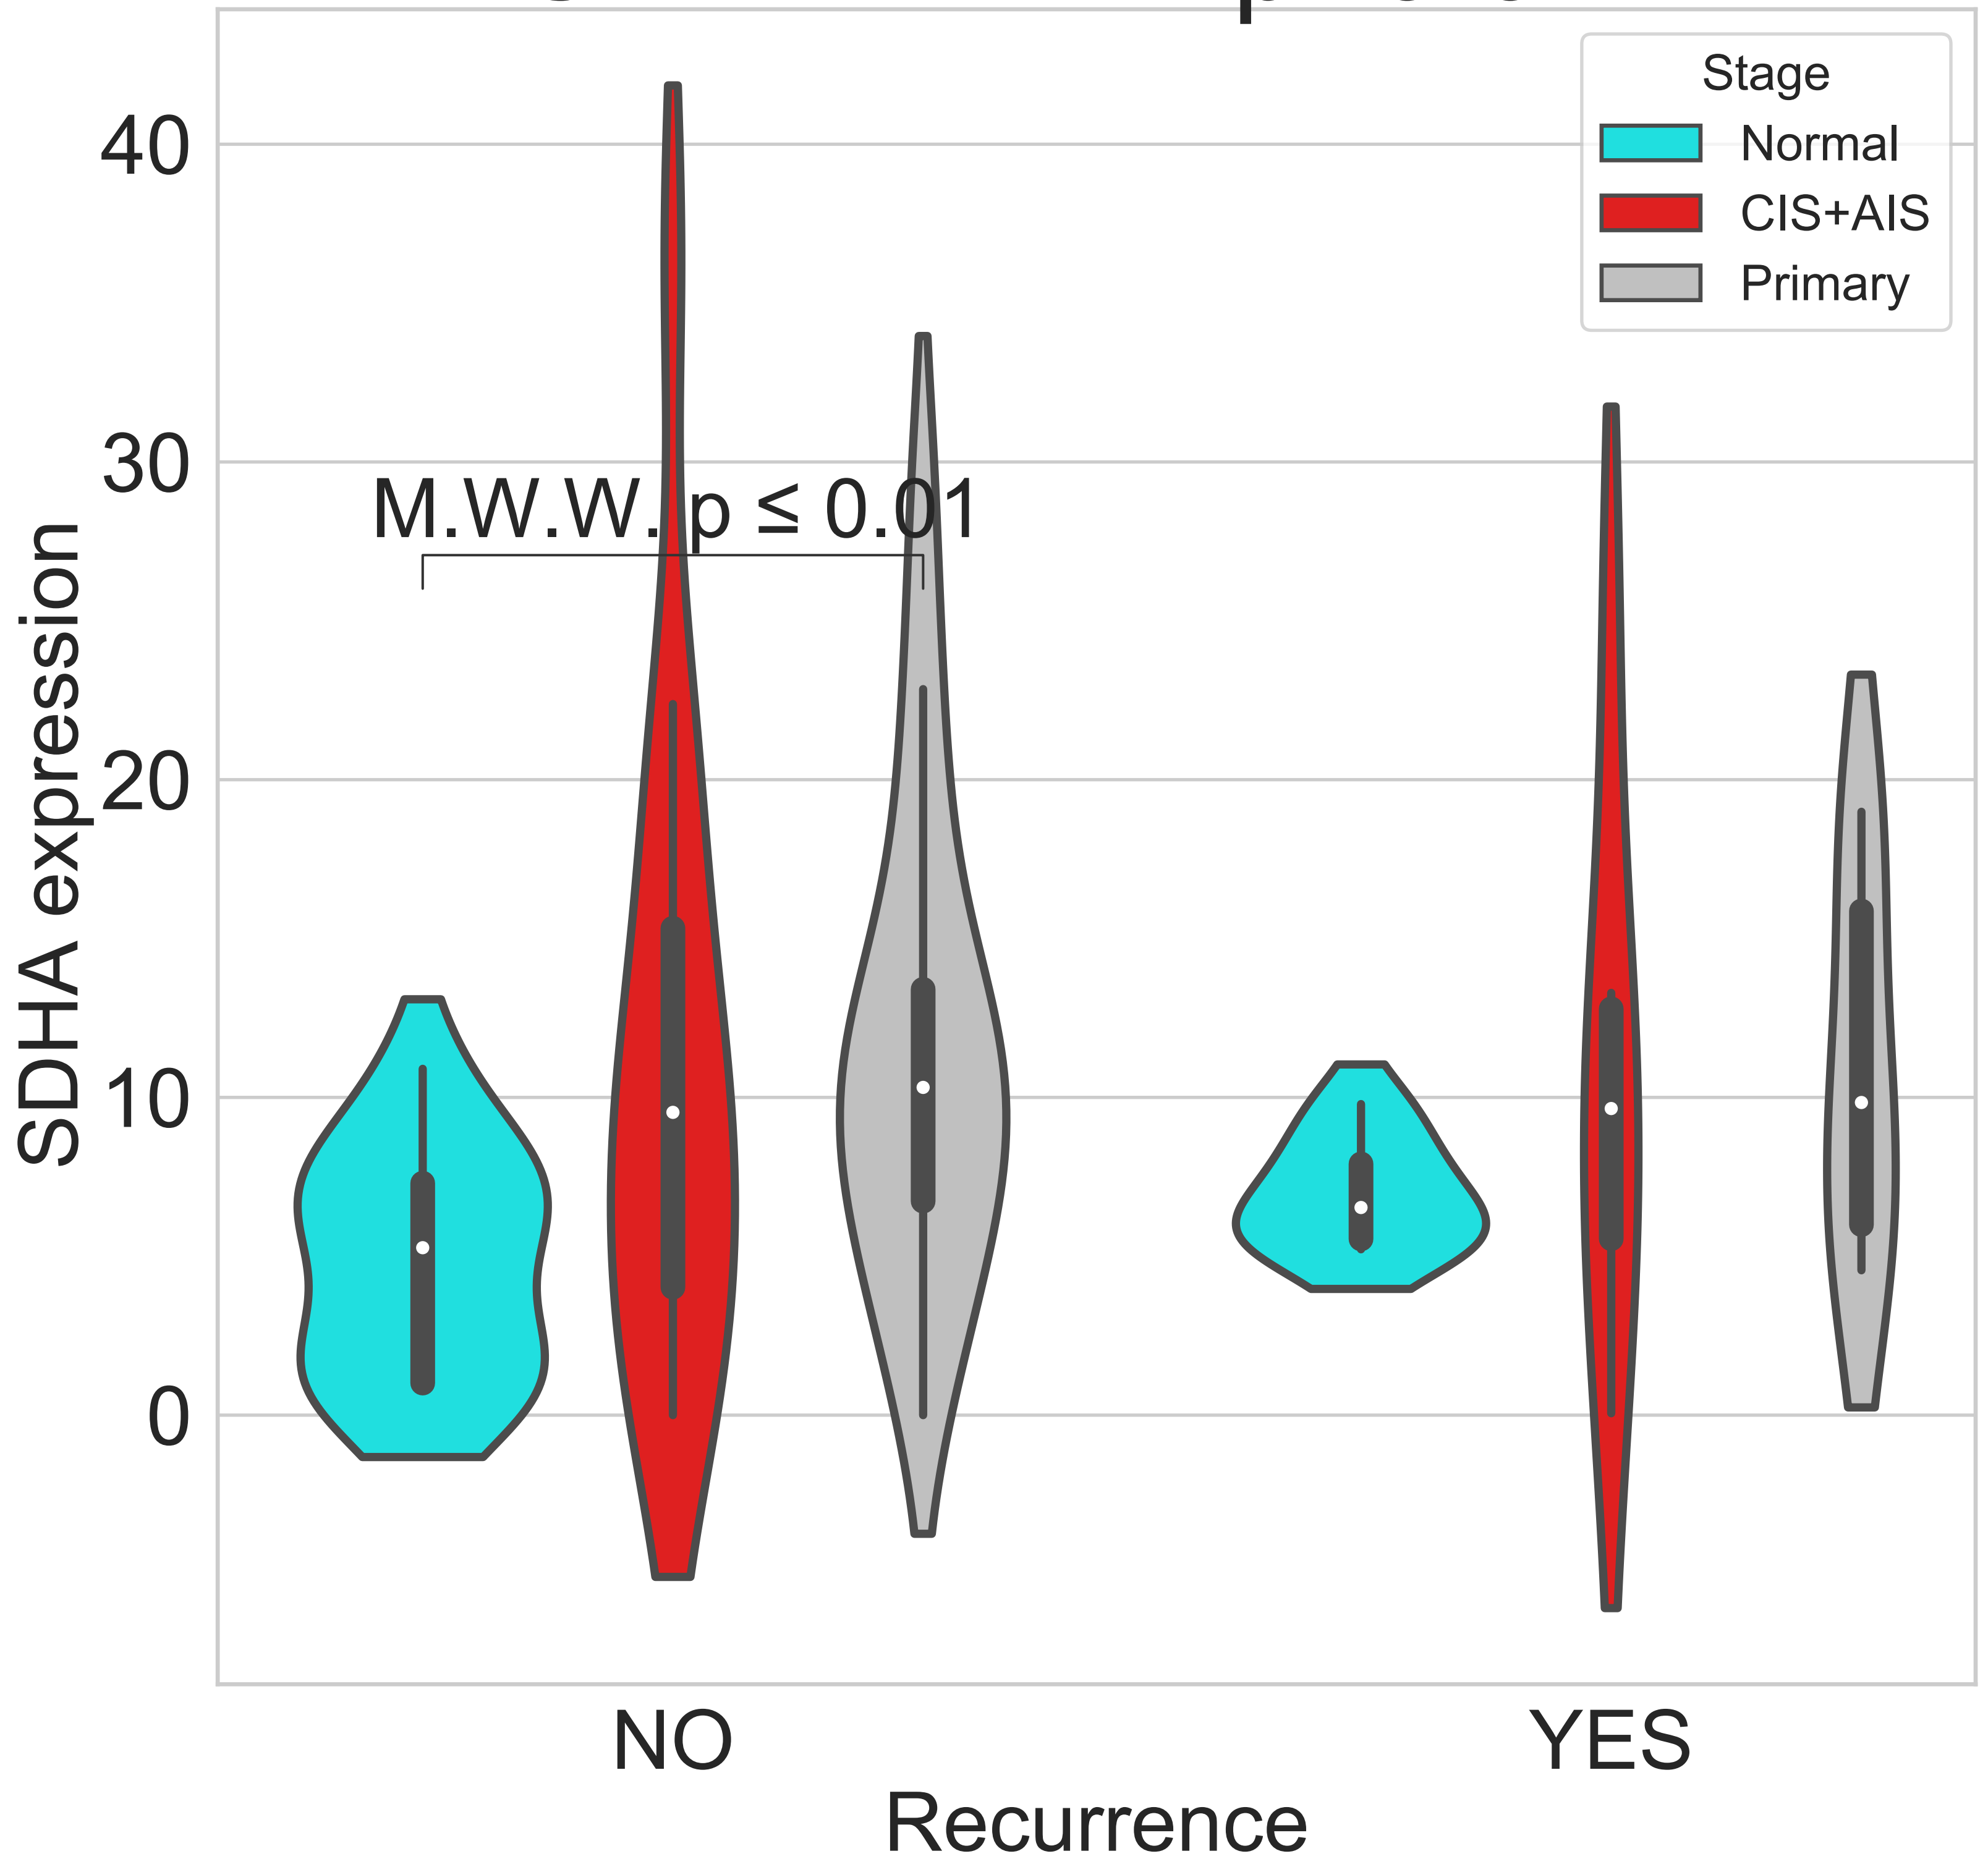 Stage
Normal
CIS+AIS
Primary
40
30
20
10
0
SDHA expression
M.W.W. p ≤ 0.01
NO
YES
Recurrence